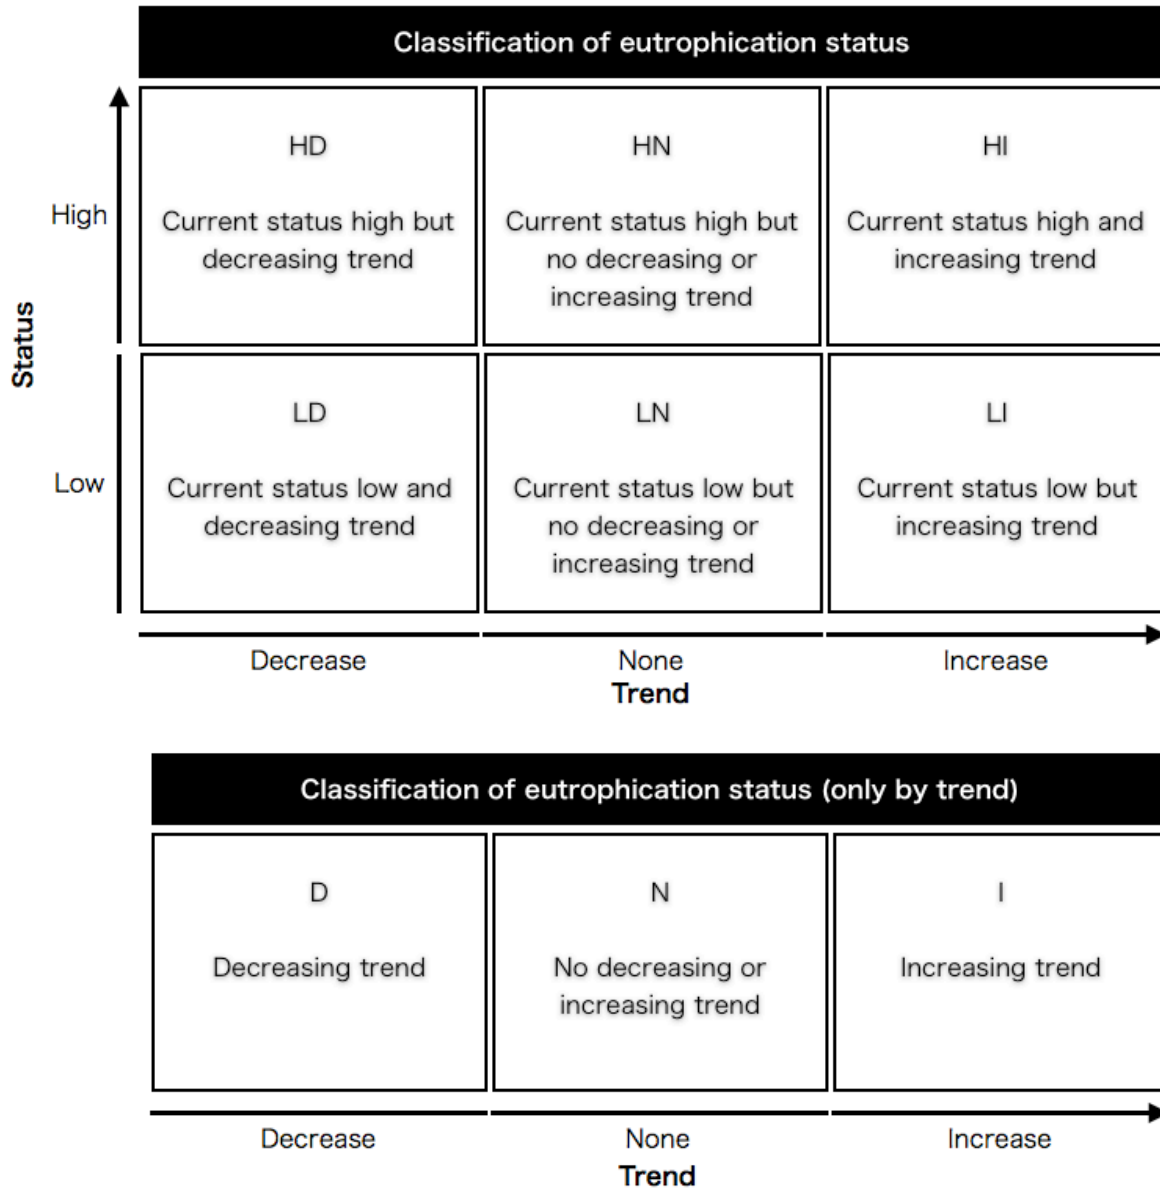 Classification of eutrophication status
HD
Current status high but
decreasing trend
HN
Current status high but
no decreasing or
increasing trend
HI
Current status high and
increasing trend
High
Status
LD
Current status low and
decreasing trend
LN
Current status low but
no decreasing or
increasing trend
LI
Current status low but
increasing trend
Low
Decrease
None
Increase
Trend
Classification of eutrophication status (only by trend)
D
Decreasing trend
N
No decreasing or
increasing trend
I
Increasing trend
Decrease
None
Increase
Trend